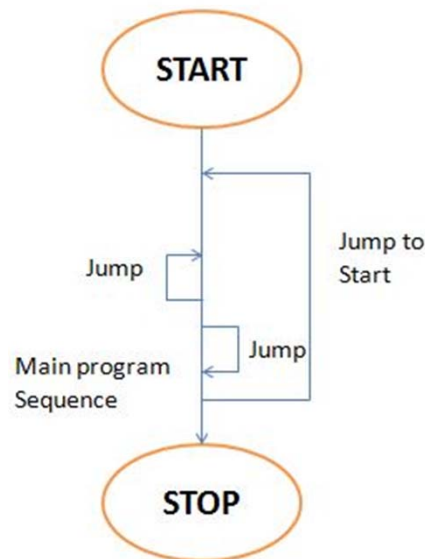 START
Jump to
Start
Jump
Jump
Main program
Sequence
STOP